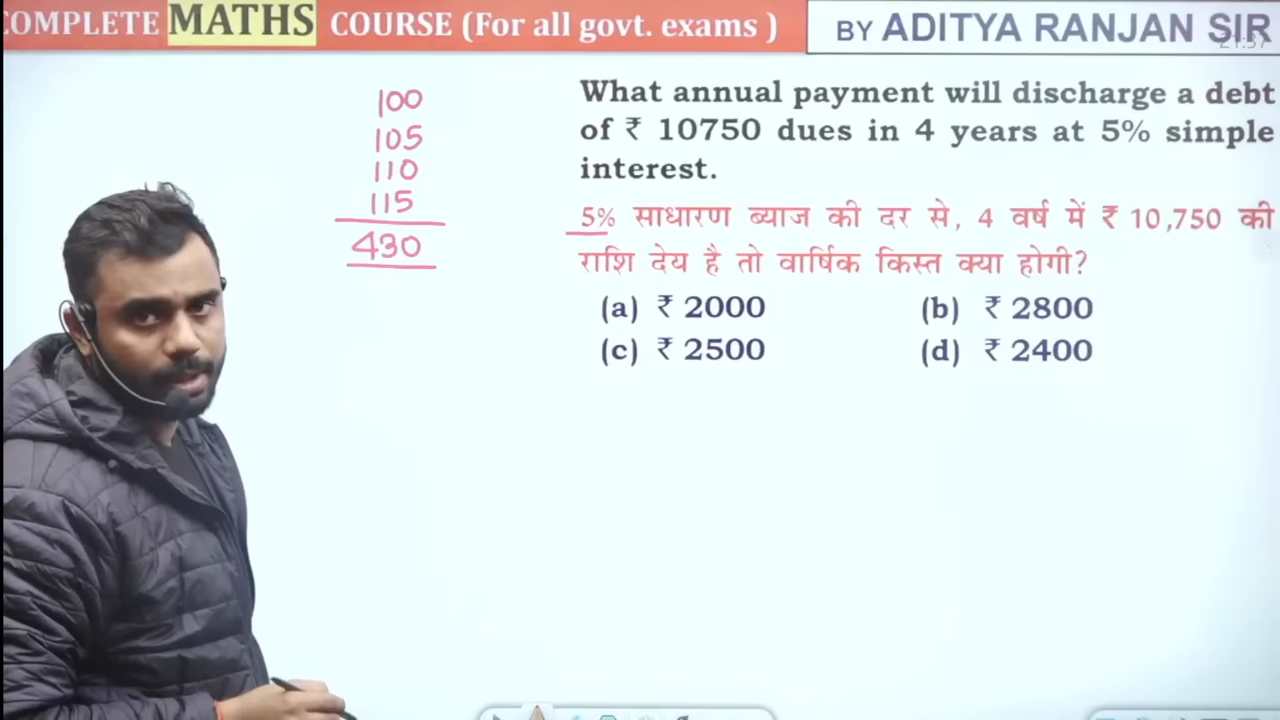 COMPLETE MATHS COURSE (For all govt. exams )
BY ADITYA RANJAN SIR
21:37
100
105
110
115
430
What annual payment will discharge a debt
of ₹ 10750 dues in 4 years at 5% simple
interest.
5% साधारण ब्याज की दर से, 4 वर्ष में ₹ 10,750 की
राशि देय है तो वार्षिक किस्त क्या होगी?
(a) ₹ 2000 (b) ₹ 2800
(c) ₹ 2500 (d) ₹ 2400